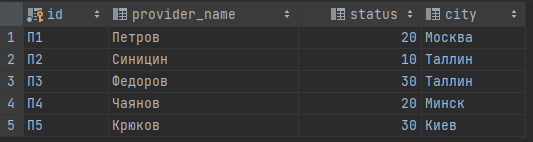 id provider_name status city
1 П1 Петров 20 Москва
2 П2 Синицин 10 Таллин
3 П3 Федоров 30 Таллин
4 П4 Чаянов 20 Минск
5 П5 Крюков 30 Киев